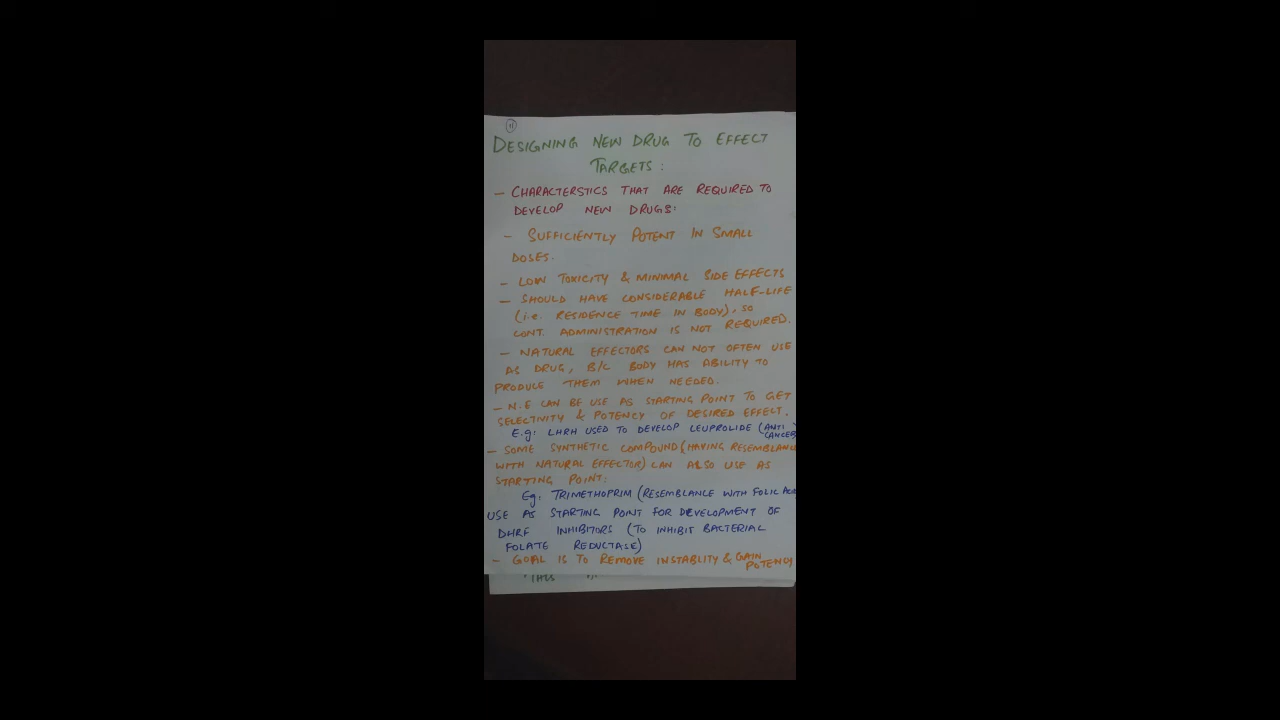 11
DESIGNING NEW DRUG TO EFFECT
TARGETS:
- CHARACTERSTICS THAT ARE REQUIRED TO
DEVELOP NEW DRUGS:
- SUFFICIENTLY POTENT IN SMALL
DOSES.
- LOW TOXICITY & MINIMAL SIDE EFFECTS
- SHOULD HAVE CONSIDERABLE HALF-LIFE
(i.e. RESIDENCE TIME IN BODY), SO
CONT. ADMINISTRATION IS NOT REQUIRED.
- NATURAL EFFECTORS CAN NOT OFTEN USE
AS DRUG, B/C BODY HAS ABILITY TO
PRODUCE THEM WHEN NEEDED.
- N.E CAN BE USE AS STARTING POINT TO GET
SELECTIVITY & POTENCY OF DESIRED EFFECT.
E.g: LHRH USED TO DEVELOP LEUPROLIDE (ANTI
CANCER)
- SOME SYNTHETIC COMPOUND (HAVING RESEMBLANC
WITH NATURAL EFFECTOR) CAN ALSO USE AS
STARTING POINT:
Eg: TRIMETHOPRIM (RESEMBLANCE WITH FOLIC ACID
USE AS STARTING POINT FOR DEVELOPMENT OF
DHRF INHIBITORS (TO INHIBIT BACTERIAL
FOLATE REDUCTASE)
- GOAL IS TO REMOVE INSTABLITY & GAIN
POTENCY